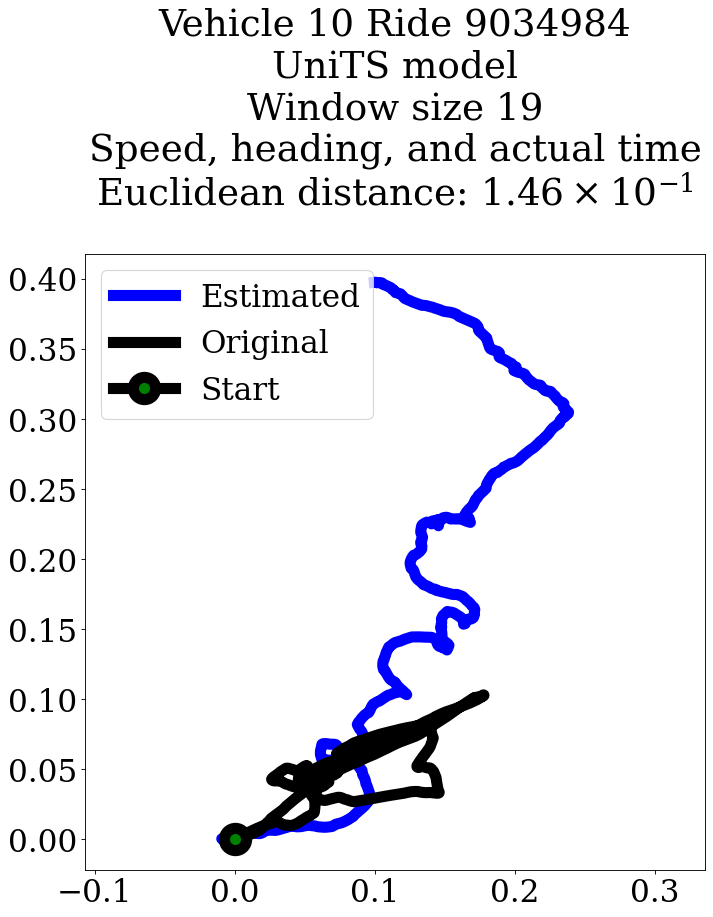 Vehicle 10 Ride 9034984
UniTS model
Window size 19
Speed, heading, and actual time
Euclidean distance: 1.46 × 10⁻¹
Estimated
Original
Start
0.40
0.35
0.30
0.25
0.20
0.15
0.10
0.05
0.00
−0.1 0.0 0.1 0.2 0.3